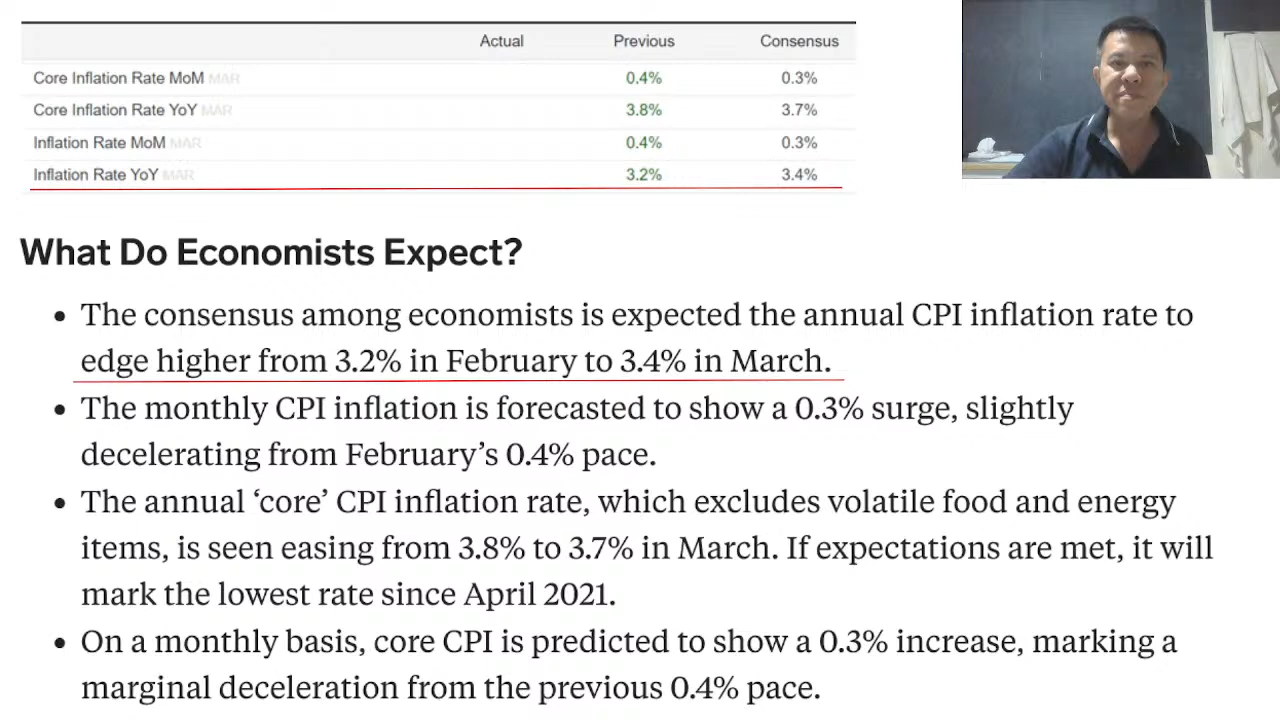 Actual Previous Consensus
Core Inflation Rate MoM MAR 0.4% 0.3%
Core Inflation Rate YoY MAR 3.8% 3.7%
Inflation Rate MoM MAR 0.4% 0.3%
Inflation Rate YoY MAR 3.2% 3.4%
What Do Economists Expect?
• The consensus among economists is expected the annual CPI inflation rate to
edge higher from 3.2% in February to 3.4% in March.
• The monthly CPI inflation is forecasted to show a 0.3% surge, slightly
decelerating from February’s 0.4% pace.
• The annual ‘core’ CPI inflation rate, which excludes volatile food and energy
items, is seen easing from 3.8% to 3.7% in March. If expectations are met, it will
mark the lowest rate since April 2021.
• On a monthly basis, core CPI is predicted to show a 0.3% increase, marking a
marginal deceleration from the previous 0.4% pace.